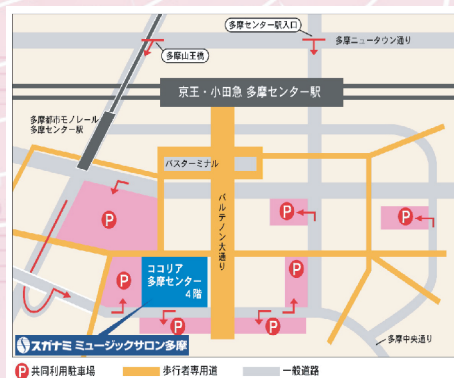 多摩センター駅入口
多摩ニュータウン通り
多摩山王橋
京王・小田急 多摩センター駅
多摩都市モノレール
多摩センター駅
バスターミナル
パルテノン大通り
P
P
P
P
P
P
P
ココリア
多摩センター
4階
スガナミ ミュージックサロン多摩
多摩中央通り
P 共同利用駐車場
歩行者専用道
一般道路